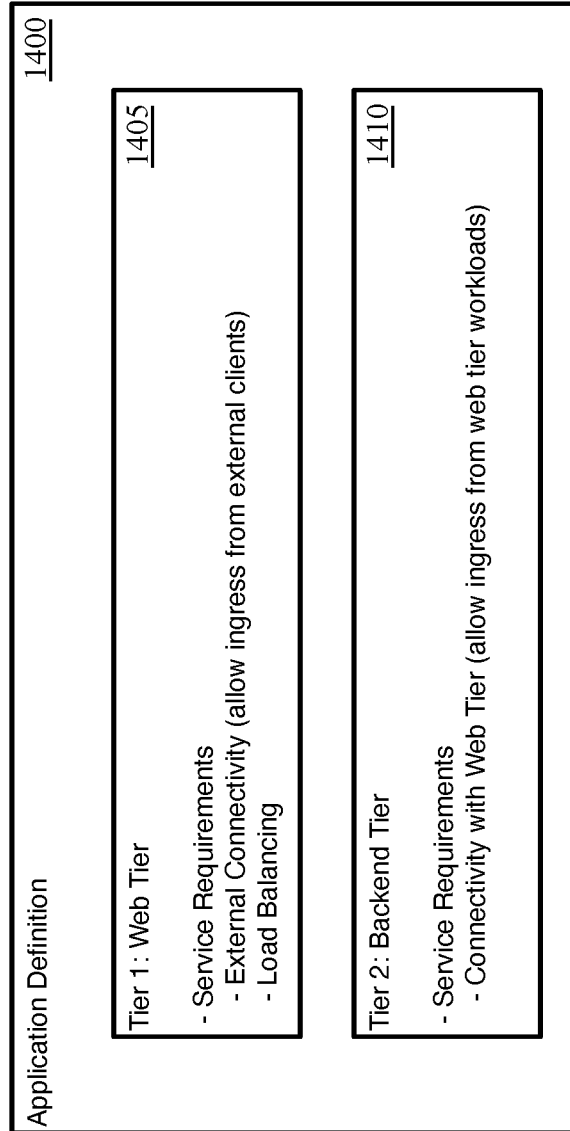 Application Definition
1400
Tier 1: Web Tier
1405
- Service Requirements
- External Connectivity (allow ingress from external clients)
- Load Balancing
Tier 2: Backend Tier
1410
- Service Requirements
- Connectivity with Web Tier (allow ingress from web tier workloads)